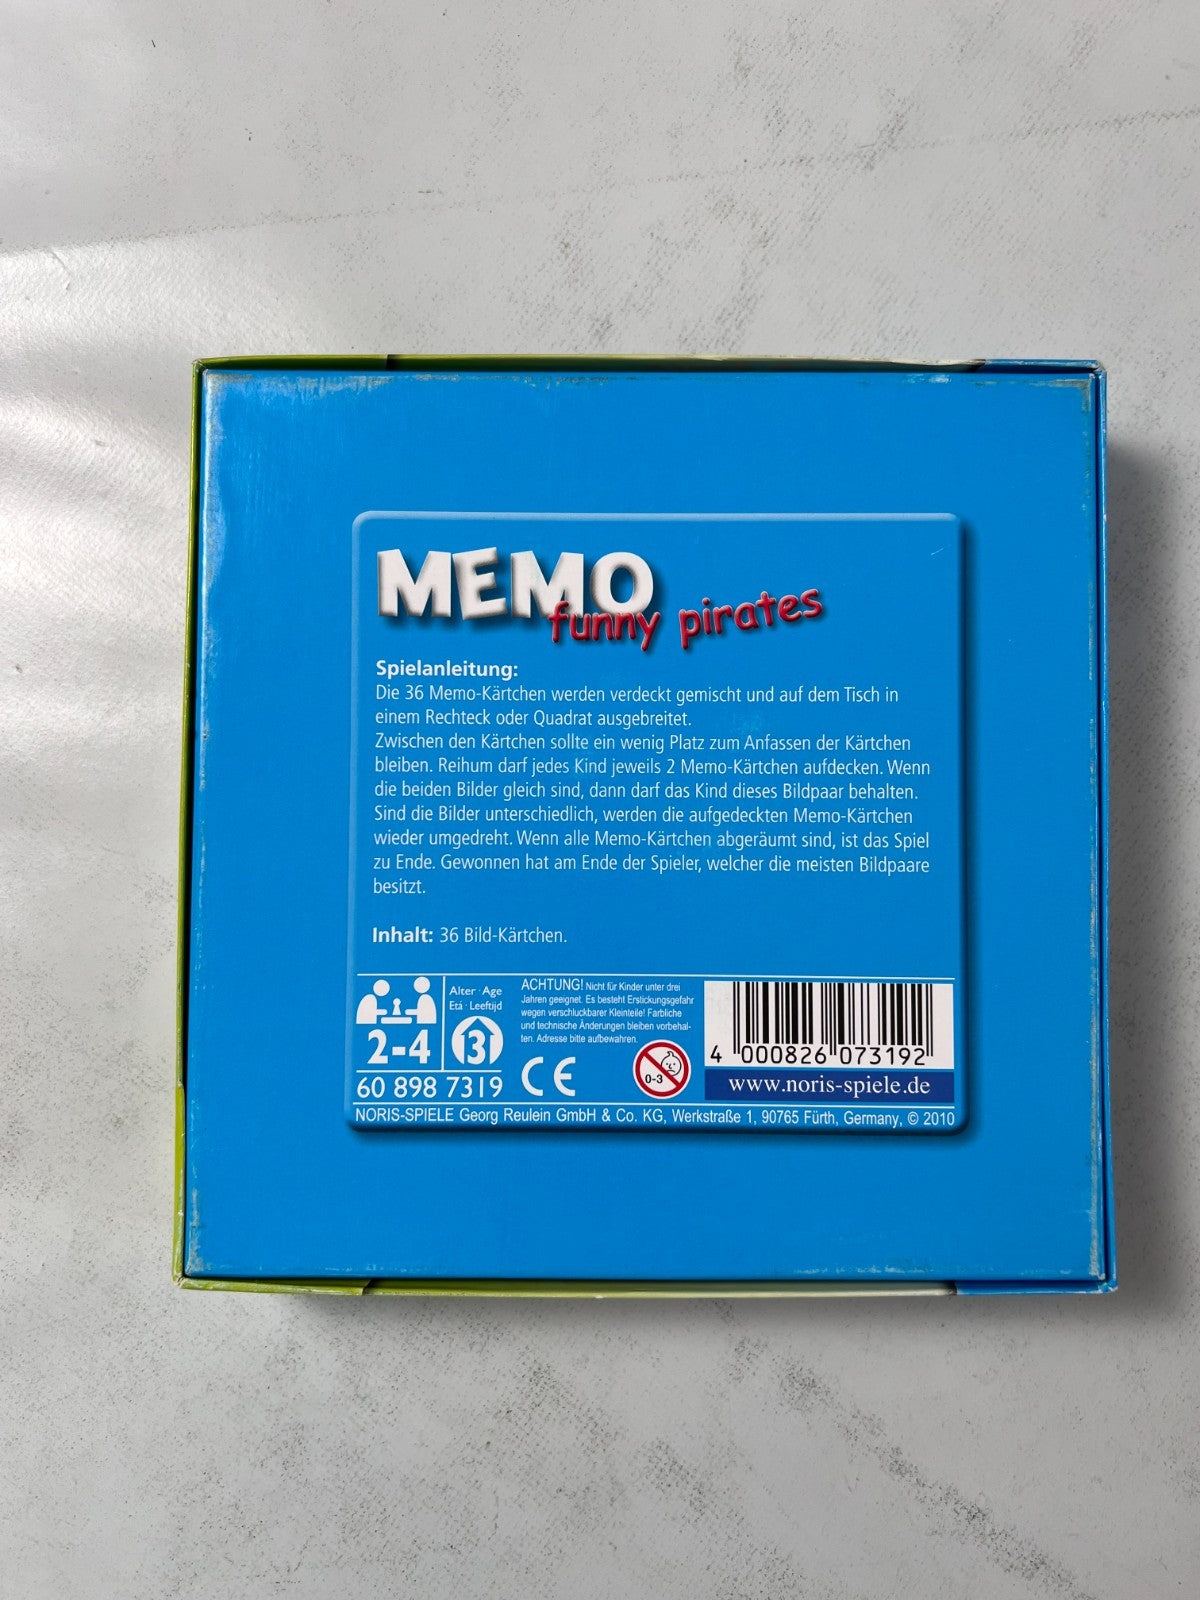 MEMO
funny pirates
Spielanleitung:
Die 36 Memo-Kärtchen werden verdeckt gemischt und auf dem Tisch in
einem Rechteck oder Quadrat ausgebreitet.
Zwischen den Kärtchen sollte ein wenig Platz zum Anfassen der Kärtchen
bleiben. Reihum darf jedes Kind jeweils 2 Memo-Kärtchen aufdecken. Wenn
die beiden Bilder gleich sind, dann darf das Kind dieses Bildpaar behalten.
Sind die Bilder unterschiedlich, werden die aufgedeckten Memo-Kärtchen
wieder umgedreht. Wenn alle Memo-Kärtchen abgeräumt sind, ist das Spiel
zu Ende. Gewonnen hat am Ende der Spieler, welcher die meisten Bildpaare
besitzt.
Inhalt: 36 Bild-Kärtchen.
2-4
Alter · Age
Etá · Leeftijd
3
60 898 7319
ACHTUNG! Nicht für Kinder unter drei
Jahren geeignet. Es besteht Erstickungsgefahr
wegen verschluckbarer Kleinteile! Farbliche
und technische Änderungen bleiben vorbehal-
ten. Adresse bitte aufbewahren.
CE
0-3
4 000826 073192
www.noris-spiele.de
NORIS-SPIELE Georg Reulein GmbH & Co. KG, Werkstraße 1, 90765 Fürth, Germany, © 2010